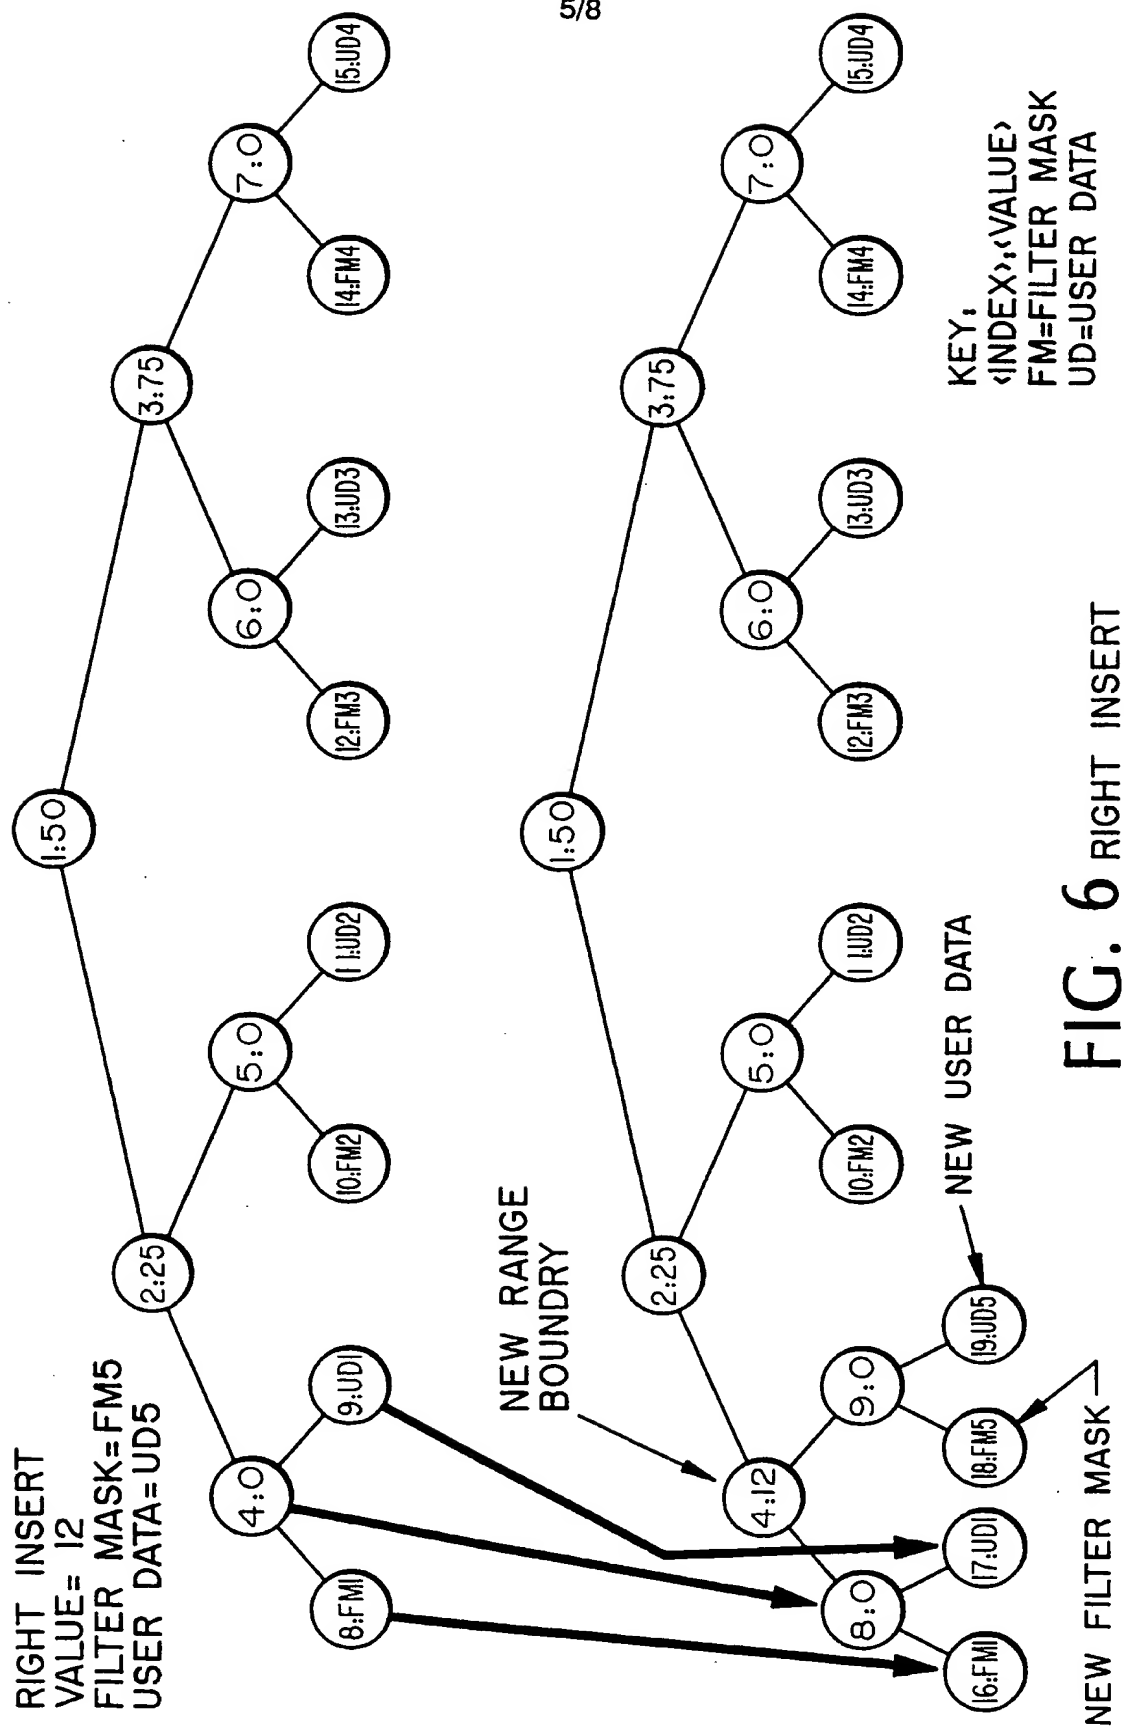 5/8
RIGHT INSERT
VALUE= 12
FILTER MASK=FM5
USER DATA=UD5
1:50
2:25
3:75
4:0
5:0
6:0
7:0
8:FM1
9:UD1
10:FM2
11:UD2
12:FM3
13:UD3
14:FM4
15:UD4
NEW RANGE
BOUNDRY
1:50
2:25
3:75
4:12
5:0
6:0
7:0
8:0
9:0
10:FM2
11:UD2
12:FM3
13:UD3
14:FM4
15:UD4
16:FM1
17:UD1
18:FM5
19:UD5
NEW USER DATA
NEW FILTER MASK
KEY:
<INDEX>:<VALUE>
FM=FILTER MASK
UD=USER DATA
FIG. 6 RIGHT INSERT